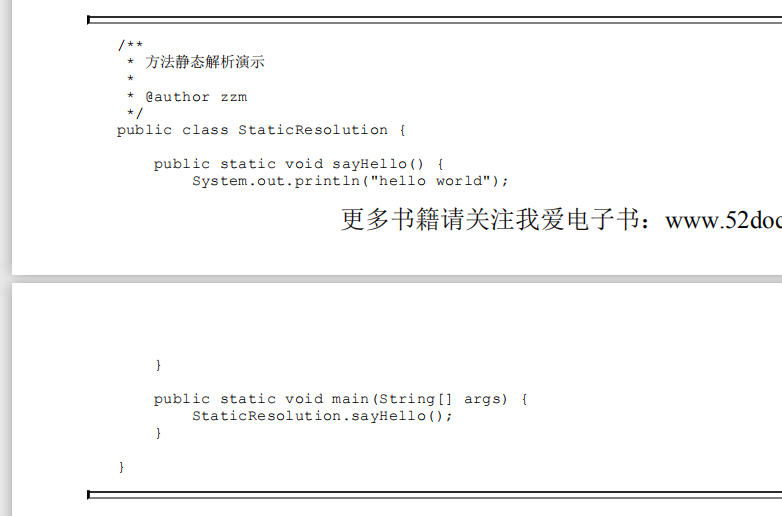 /**
 * 方法静态解析演示
 *
 * @author zzm
 */
public class StaticResolution {
    public static void sayHello() {
        System.out.println("hello world");
更多书籍请关注我爱电子书：www.52doc
    }
    public static void main(String[] args) {
        StaticResolution.sayHello();
    }
}